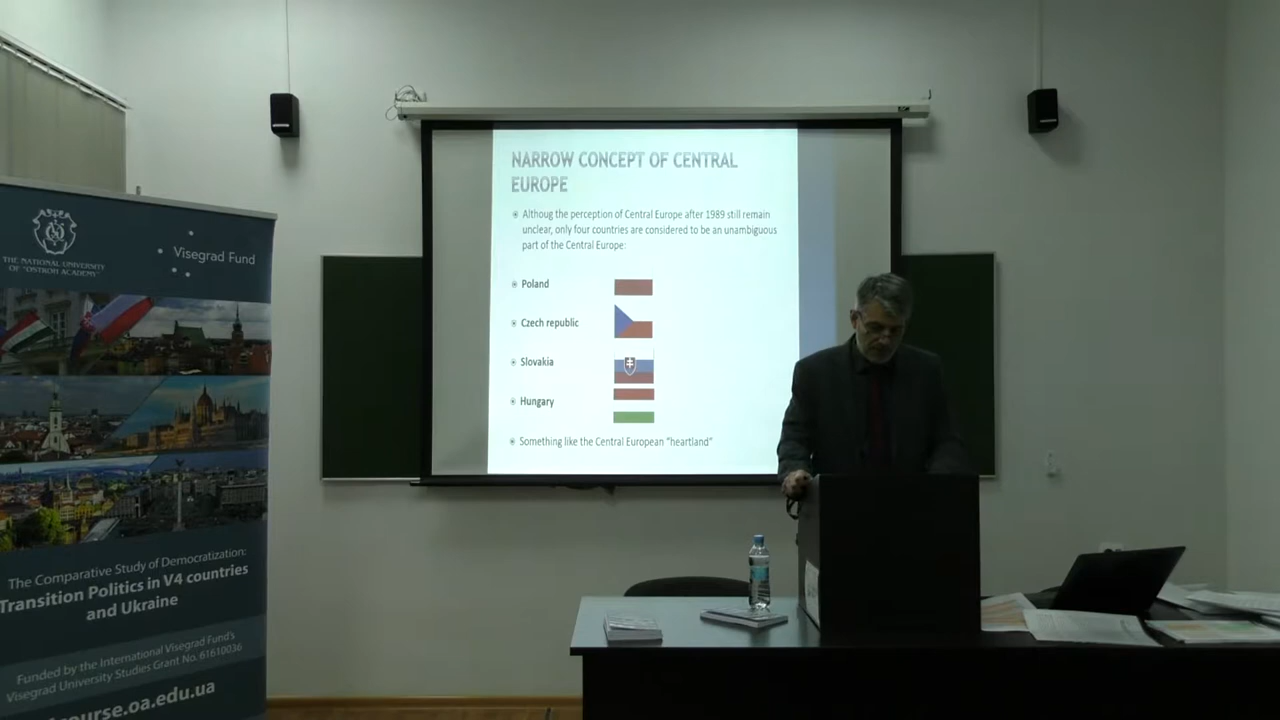 NARROW CONCEPT OF CENTRAL
EUROPE
Althoug the perception of Central Europe after 1989 still remain
unclear, only four countries are considered to be an unambiguous
part of the Central Europe:
Poland
Czech republic
Slovakia
Hungary
Something like the Central European "heartland"
THE NATIONAL UNIVERSITY
OF "OSTROH ACADEMY"
Visegrad Fund
The Comparative Study of Democratization:
Transition Politics in V4 countries
and Ukraine
Funded by the International Visegrad Fund's
Visegrad University Studies Grant No. 61610036
ourse.oa.edu.ua